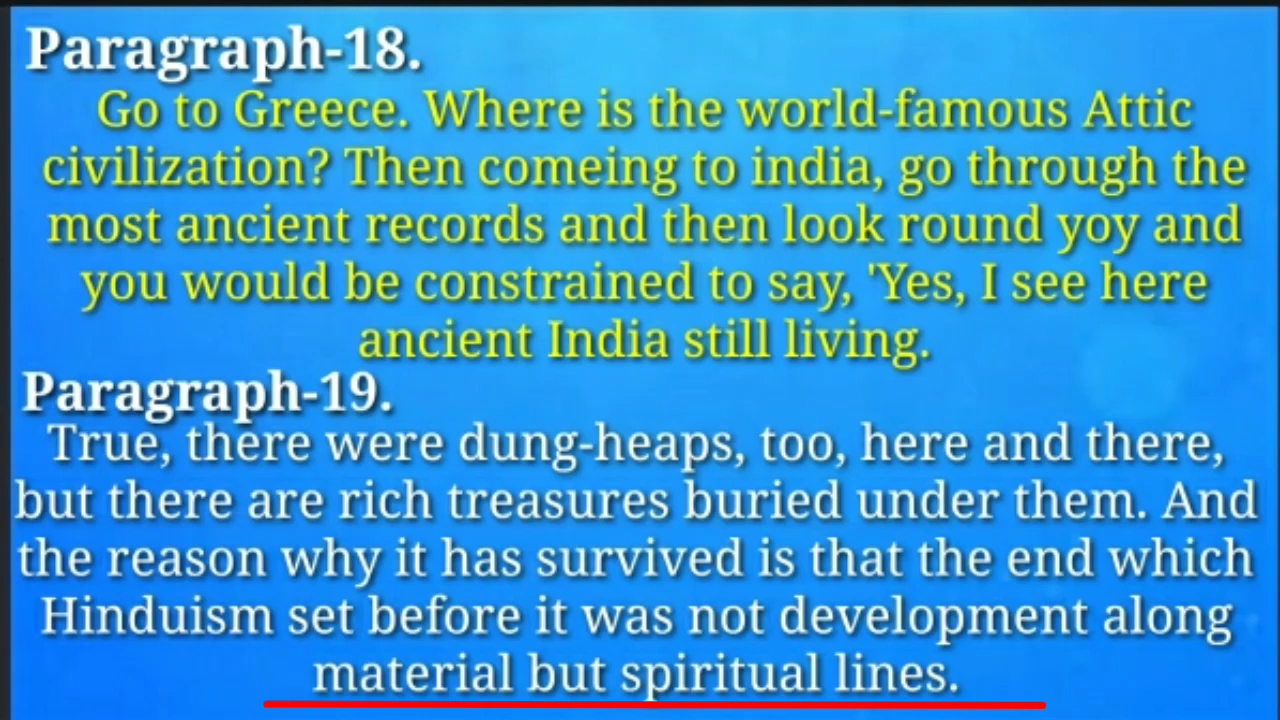 Paragraph-18.
Go to Greece. Where is the world-famous Attic
civilization? Then comeing to india, go through the
most ancient records and then look round yoy and
you would be constrained to say, 'Yes, I see here
ancient India still living.
Paragraph-19.
True, there were dung-heaps, too, here and there,
but there are rich treasures buried under them. And
the reason why it has survived is that the end which
Hinduism set before it was not development along
material but spiritual lines.